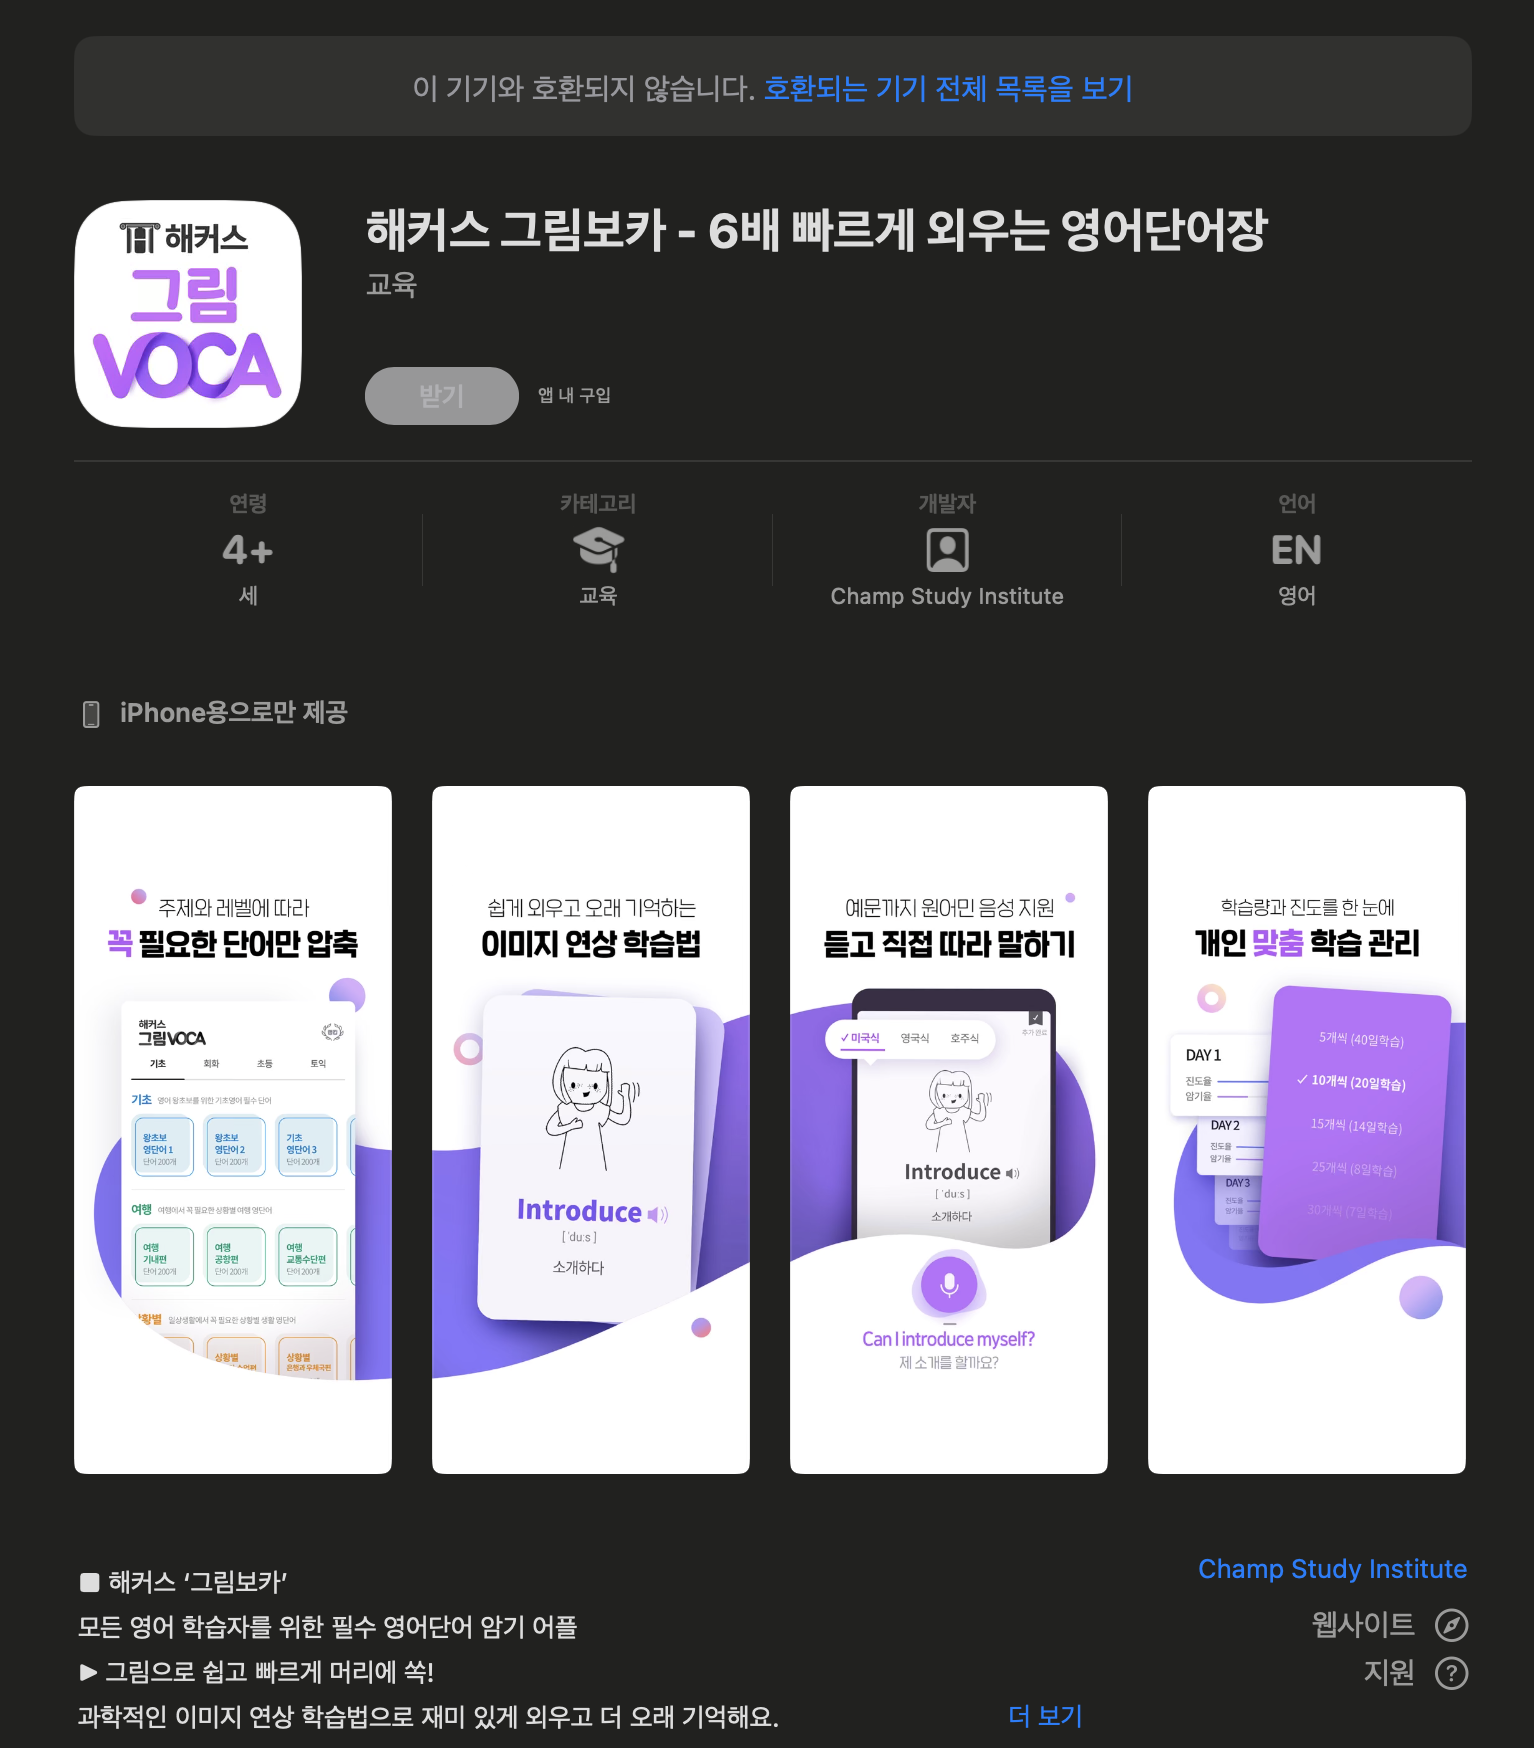 이 기기와 호환되지 않습니다. 호환되는 기기 전체 목록을 보기
해커스
그림
VOCA
해커스 그림보카 - 6배 빠르게 외우는 영어단어장
교육
받기
앱 내 구입
연령
4+
세
카테고리
교육
개발자
Champ Study Institute
언어
EN
영어
iPhone용으로만 제공
주제와 레벨에 따라
꼭 필요한 단어만 압축
해커스
그림VOCA
기초 회화 초등 토익
기초 영어 왕초보를 위한 기초영어 필수 단어
왕초보
영단어 1
단어 200개
왕초보
영단어 2
단어 200개
기초
영단어 3
단어 200개
여행 여행에서 꼭 필요한 상황별 여행 영단어
여행
기내편
단어 200개
여행
공항편
단어 200개
여행
교통수단편
단어 200개
상황별 일상생활에서 꼭 필요한 상황별 생활 영단어
상황별
상황별
은행과 우체국편
쉽게 외우고 오래 기억하는
이미지 연상 학습법
Introduce
[ ˈdu:s ]
소개하다
예문까지 원어민 음성 지원
듣고 직접 따라 말하기
✓ 미국식 영국식 호주식
추가 완료
Introduce
[ ˈdu:s ]
소개하다
Can I introduce myself?
제 소개를 할까요?
학습량과 진도를 한 눈에
개인 맞춤 학습 관리
DAY 1
진도율
암기율
DAY 2
진도율
암기율
DAY 3
진도율
암기율
5개씩 (40일학습)
✓ 10개씩 (20일학습)
15개씩 (14일학습)
25개씩 (8일학습)
30개씩 (7일학습)
■ 해커스 ‘그림보카’
모든 영어 학습자를 위한 필수 영어단어 암기 어플
▶ 그림으로 쉽고 빠르게 머리에 쏙!
과학적인 이미지 연상 학습법으로 재미 있게 외우고 더 오래 기억해요.
더 보기
Champ Study Institute
웹사이트
지원